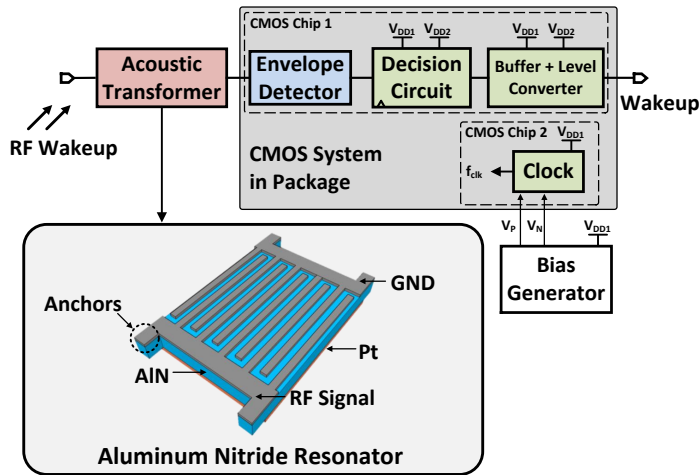 CMOS Chip 1
V_DD1 V_DD2 V_DD1 V_DD2
Acoustic
Transformer
Envelope
Detector
Decision
Circuit
Buffer + Level
Converter
RF Wakeup
Wakeup
CMOS System
in Package
CMOS Chip 2
V_DD1
f_clk
Clock
V_P V_N V_DD1
Bias
Generator
GND
Anchors
Pt
AlN
RF Signal
Aluminum Nitride Resonator